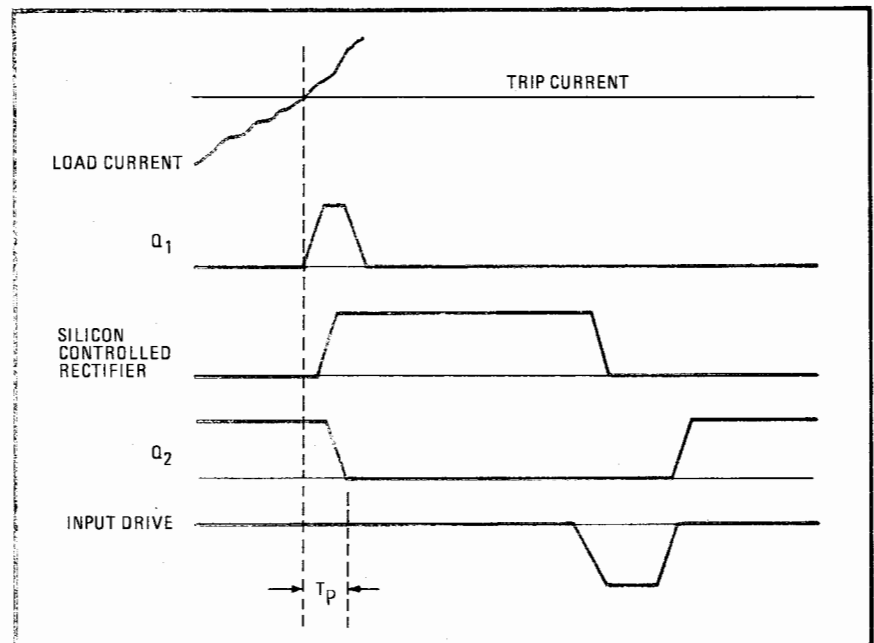 TRIP CURRENT
LOAD CURRENT
Q1
SILICON
CONTROLLED
RECTIFIER
Q2
INPUT DRIVE
Tp